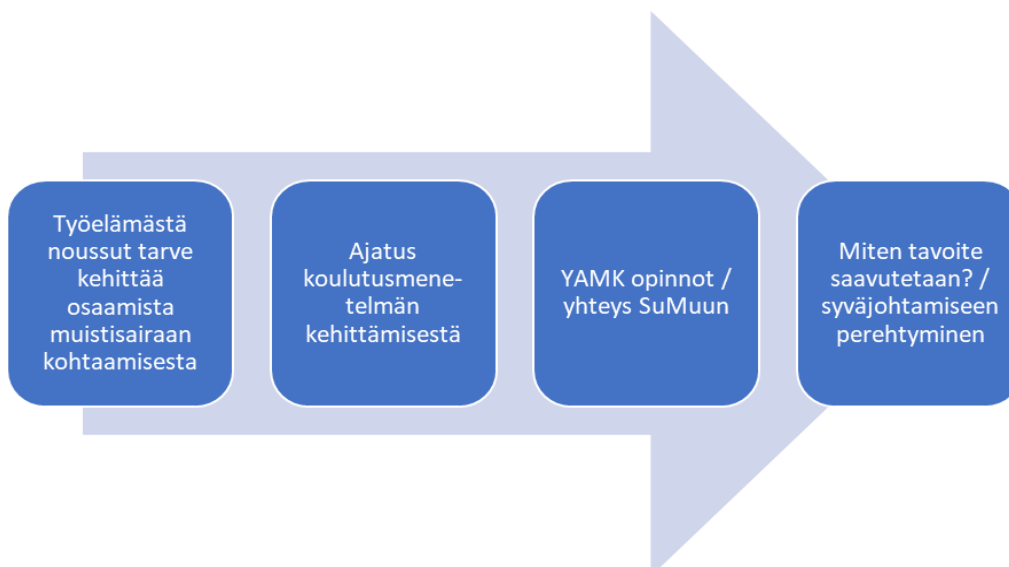 Työelämästä
noussut tarve
kehittää
osaamista
muistisairaan
kohtaamisesta
Ajatus
koulutusmene-
telmän
kehittämisestä
YAMK opinnot /
yhteys SuMuun
Miten tavoite
saavutetaan? /
syväjohtamiseen
perehtyminen